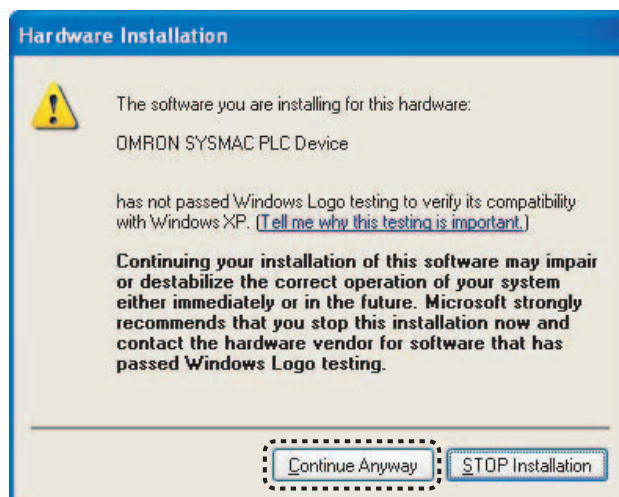 Hardware Installation
The software you are installing for this hardware:
OMRON SYSMAC PLC Device
has not passed Windows Logo testing to verify its compatibility
with Windows XP. (Tell me why this testing is important.)
Continuing your installation of this software may impair
or destabilize the correct operation of your system
either immediately or in the future. Microsoft strongly
recommends that you stop this installation now and
contact the hardware vendor for software that has
passed Windows Logo testing.
Continue Anyway
STOP Installation